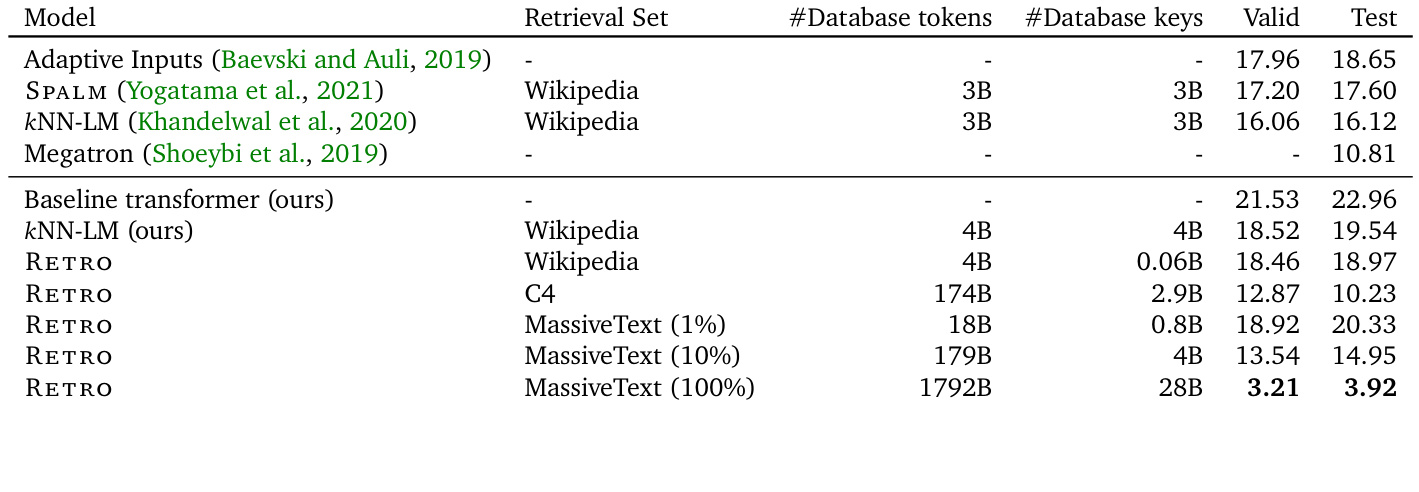 Model Retrieval Set #Database tokens #Database keys Valid Test
Adaptive Inputs (Baevski and Auli, 2019) - - - 17.96 18.65
Spalm (Yogatama et al., 2021) Wikipedia 3B 3B 17.20 17.60
kNN-LM (Khandelwal et al., 2020) Wikipedia 3B 3B 16.06 16.12
Megatron (Shoeybi et al., 2019) - - - - 10.81
Baseline transformer (ours) - - - 21.53 22.96
kNN-LM (ours) Wikipedia 4B 4B 18.52 19.54
Retro Wikipedia 4B 0.06B 18.46 18.97
Retro C4 174B 2.9B 12.87 10.23
Retro MassiveText (1%) 18B 0.8B 18.92 20.33
Retro MassiveText (10%) 179B 4B 13.54 14.95
Retro MassiveText (100%) 1792B 28B 3.21 3.92